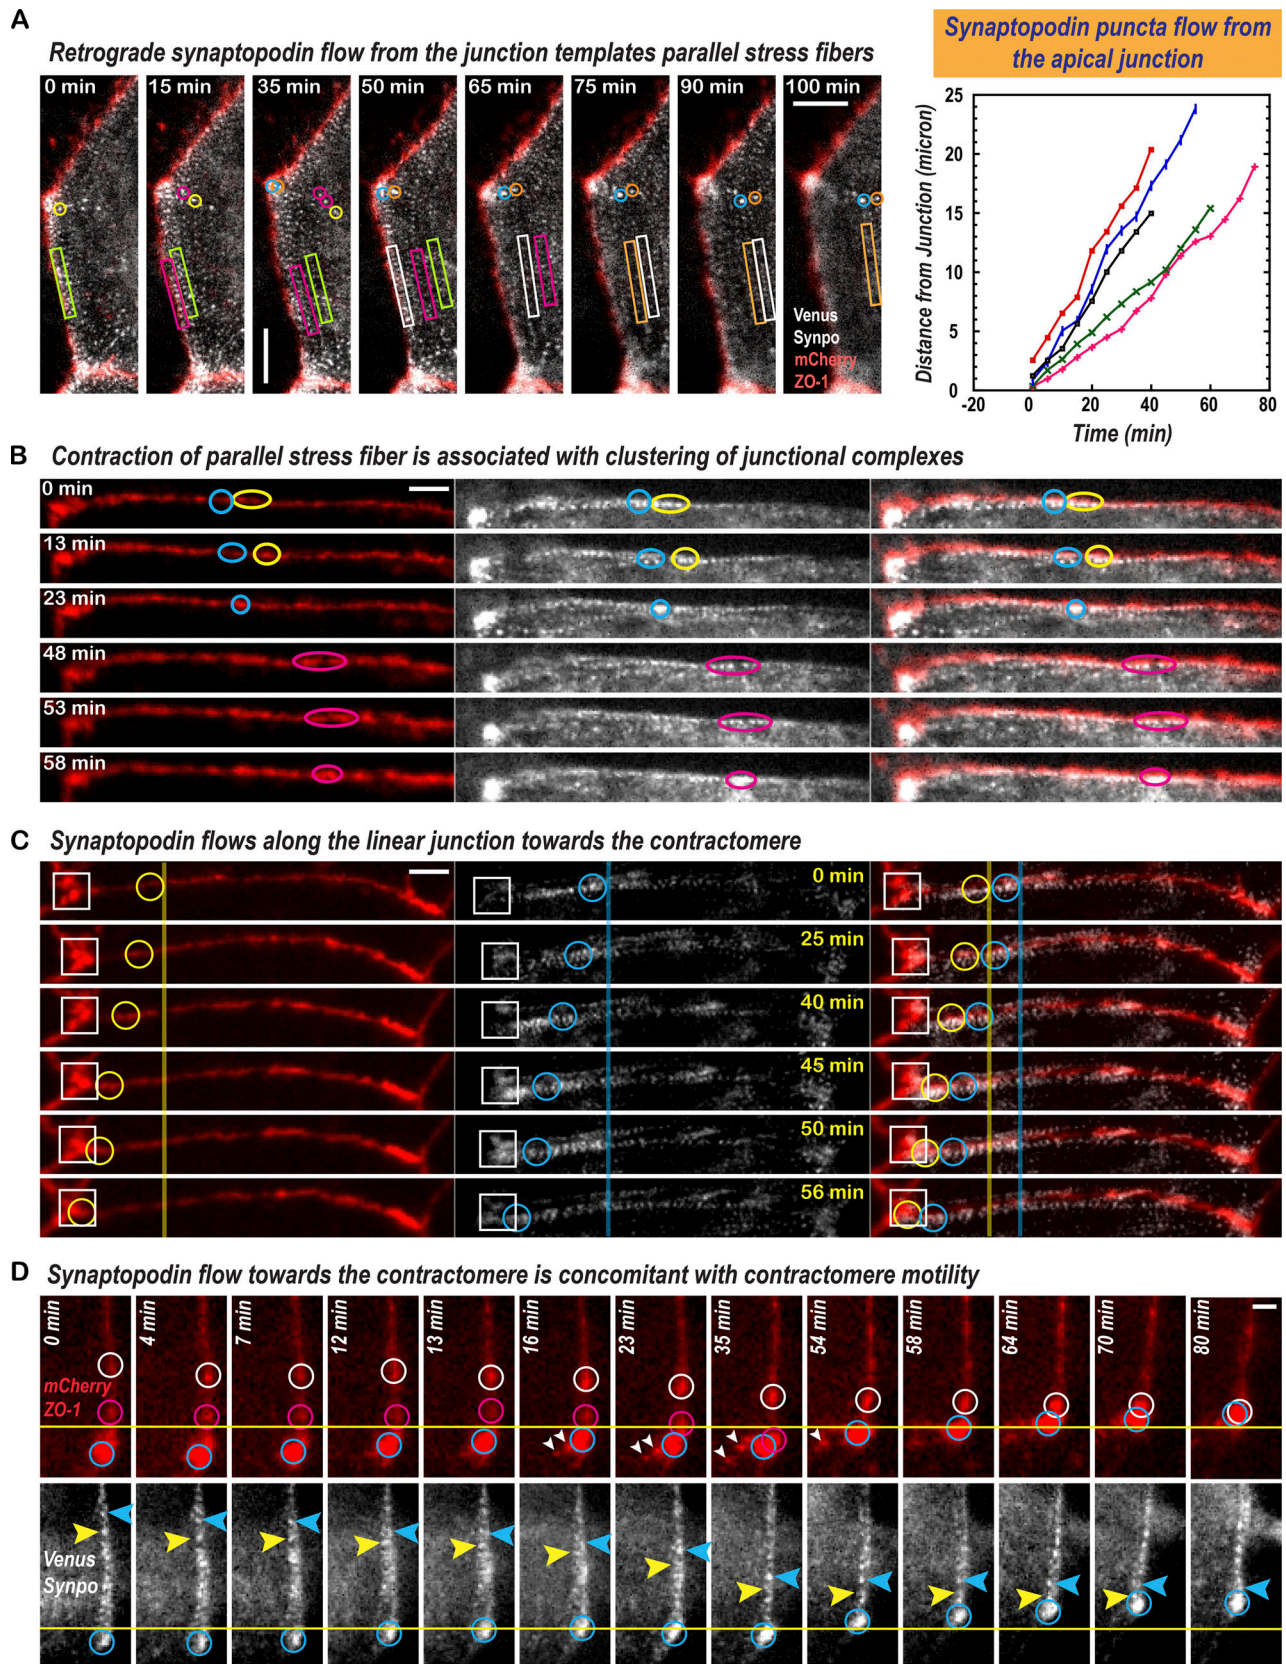 A
Retrograde synaptopodin flow from the junction templates parallel stress fibers
0 min 15 min 35 min 50 min 65 min 75 min 90 min 100 min
Venus
Synpo
mCherry
ZO-1
Synaptopodin puncta flow from
the apical junction
Distance from Junction (micron)
25
20
15
10
5
0
-20 0 20 40 60 80
Time (min)
B Contraction of parallel stress fiber is associated with clustering of junctional complexes
0 min
13 min
23 min
48 min
53 min
58 min
C Synaptopodin flows along the linear junction towards the contractomere
0 min
25 min
40 min
45 min
50 min
56 min
D Synaptopodin flow towards the contractomere is concomitant with contractomere motility
0 min 4 min 7 min 12 min 13 min 16 min 23 min 35 min 54 min 58 min 64 min 70 min 80 min
mCherry
ZO-1
Venus
Synpo